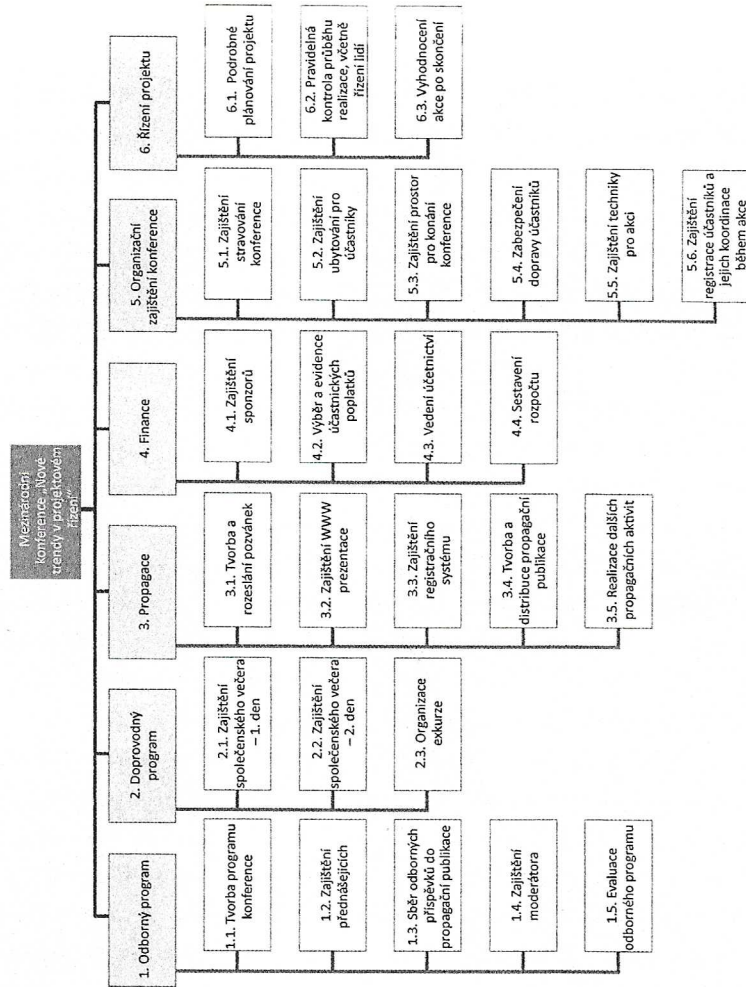 Mezinárodní
konference „Nové
trendy v projektovém
řízení“
1. Odborný program
1.1. Tvorba programu
konference
1.2. Zajištění
přednášejících
1.3. Sběr odborných
příspěvků do
propagační publikace
1.4. Zajištění
moderátora
1.5. Evaluace
odborného programu
2. Doprovodný
program
2.1. Zajištění
společenského večera
– 1. den
2.2. Zajištění
společenského večera
– 2. den
2.3. Organizace
exkurze
3. Propagace
3.1. Tvorba a
rozeslání pozvánek
3.2. Zajištění WWW
prezentace
3.3. Zajištění
registračního
systému
3.4. Tvorba a
distribuce propagační
publikace
3.5. Realizace dalších
propagačních aktivit
4. Finance
4.1. Zajištění
sponzorů
4.2. Výběr a evidence
účastnických
poplatků
4.3. Vedení účetnictví
4.4. Sestavení
rozpočtu
5. Organizační
zajištění konference
5.1. Zajištění
stravování
konference
5.2. Zajištění
ubytování pro
účastníky
5.3. Zajištění prostor
pro konání
konference
5.4. Zabezpečení
dopravy účastníků
5.5. Zajištění techniky
pro akci
5.6. Zajištění
registrace účastníků a
jejich koordinace
během akce
6. Řízení projektu
6.1. Podrobné
plánování projektu
6.2. Pravidelná
kontrola průběhu
realizace, včetně
řízení lidí
6.3. Vyhodnocení
akce po skončení